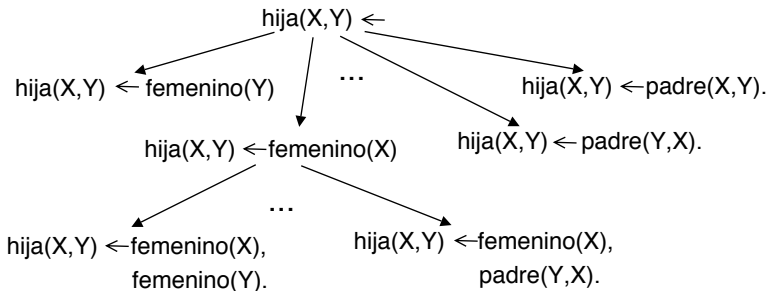 hija(X,Y) ←
hija(X,Y) ← femenino(Y)
...
hija(X,Y) ← padre(X,Y).
hija(X,Y) ← femenino(X)
hija(X,Y) ← padre(Y,X).
...
hija(X,Y) ← femenino(X),
femenino(Y).
hija(X,Y) ← femenino(X),
padre(Y,X).